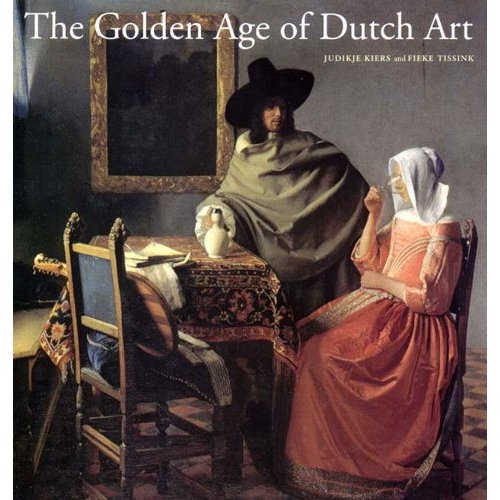 The Golden Age of Dutch Art
JUDIKJE KIERS and FIEKE TISSINK